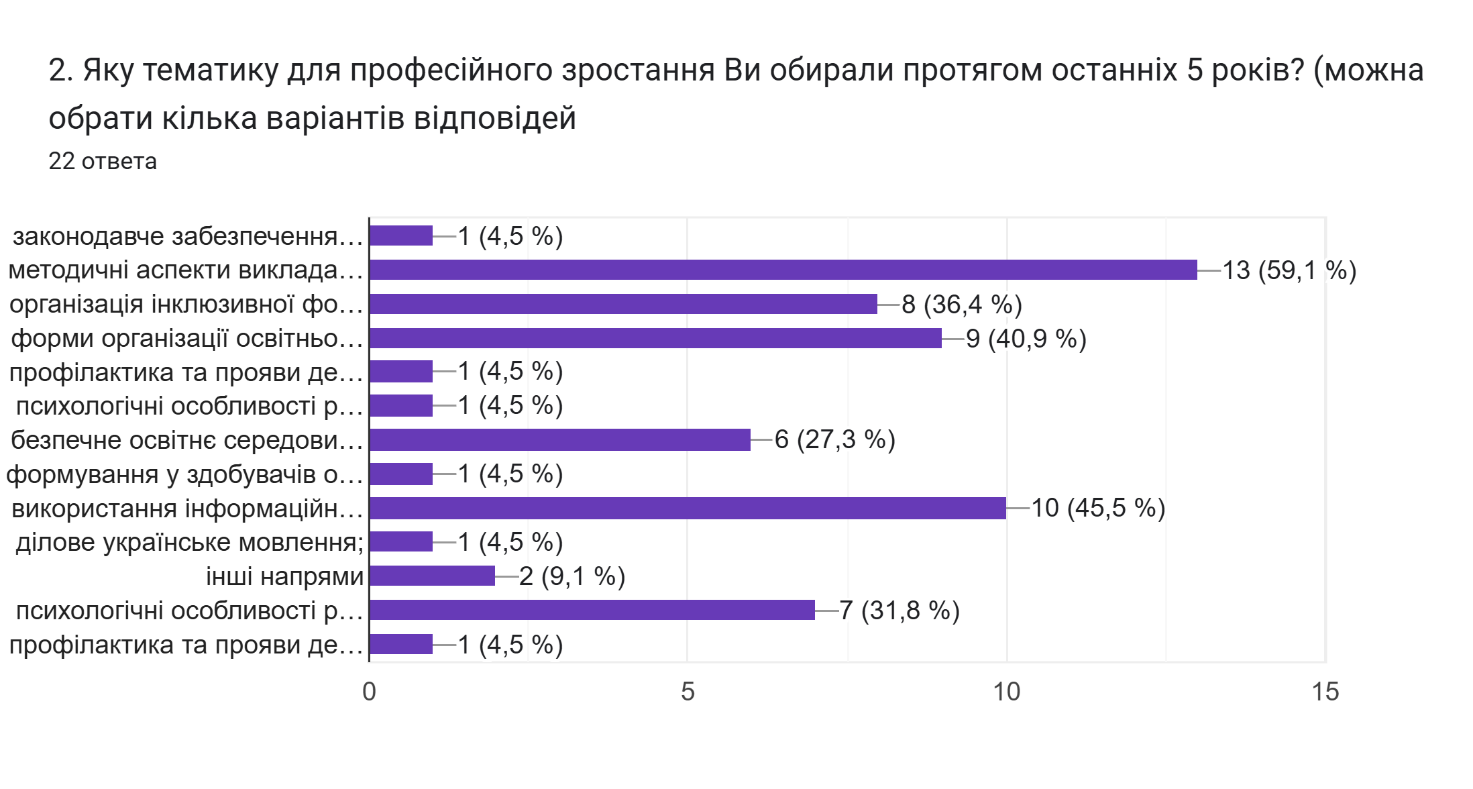 2. Яку тематику для професійного зростання Ви обирали протягом останніх 5 років? (можна
обрати кілька варіантів відповідей
22 ответа
законодавче забезпечення… 1 (4,5 %)
методичні аспекти виклада… 13 (59,1 %)
організація інклюзивної фо… 8 (36,4 %)
форми організації освітньо… 9 (40,9 %)
профілактика та прояви де… 1 (4,5 %)
психологічні особливості р… 1 (4,5 %)
безпечне освітнє середови… 6 (27,3 %)
формування у здобувачів о… 1 (4,5 %)
використання інформаційн… 10 (45,5 %)
ділове українське мовлення; 1 (4,5 %)
інші напрями 2 (9,1 %)
психологічні особливості р… 7 (31,8 %)
профілактика та прояви де… 1 (4,5 %)
0 5 10 15